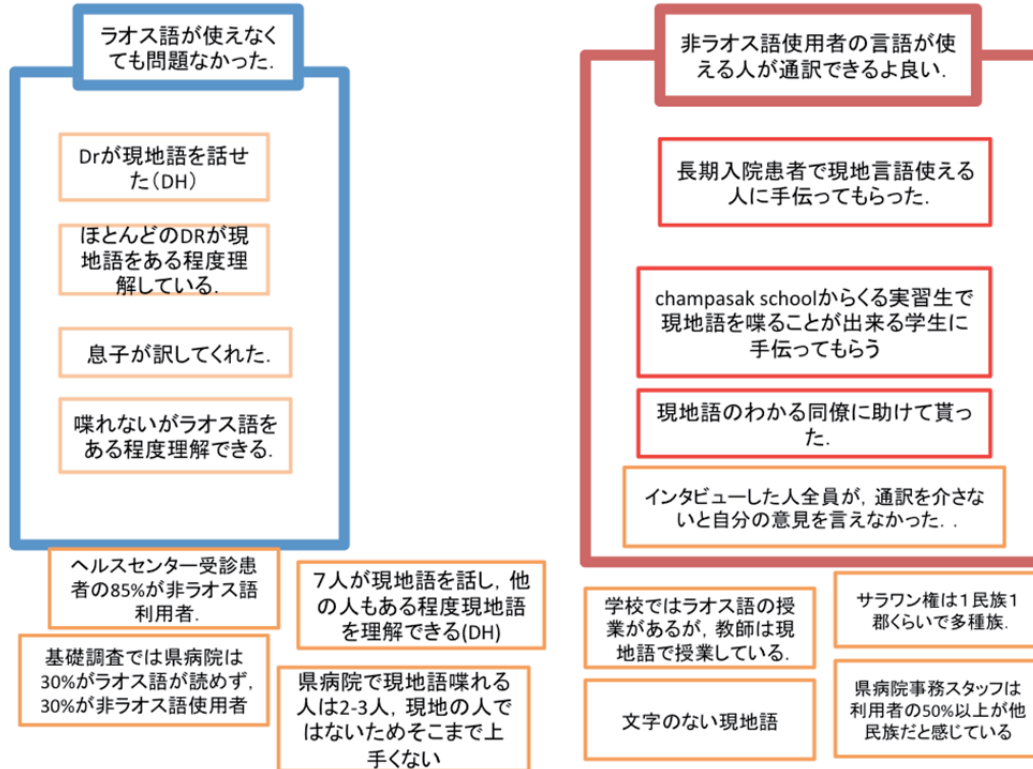 ラオス語が使えなく
ても問題なかった.
Drが現地語を話せ
た(DH)
ほとんどのDRが現
地語をある程度理
解している.
息子が訳してくれた.
喋れないがラオス語を
ある程度理解できる.
ヘルスセンター受診患
者の85%が非ラオス語
利用者.
基礎調査では県病院は
30%がラオス語が読めず,
30%が非ラオス語使用者
7人が現地語を話し, 他
の人もある程度現地語
を理解できる(DH)
県病院で現地語喋れる
人は2-3人, 現地の人で
はないためそこまで上
手くない
非ラオス語使用者の言語が使
える人が通訳できるよ良い.
長期入院患者で現地言語使える
人に手伝ってもらった.
champasak schoolからくる実習生で
現地語を喋ることが出来る学生に
手伝ってもらう
現地語のわかる同僚に助けて貰っ
た.
インタビューした人全員が, 通訳を介さな
いと自分の意見を言えなかった. .
学校ではラオス語の授
業があるが, 教師は現
地語で授業している.
文字のない現地語
サラワン権は1民族1
郡くらいで多種族.
県病院事務スタッフは
利用者の50%以上が他
民族だと感じている